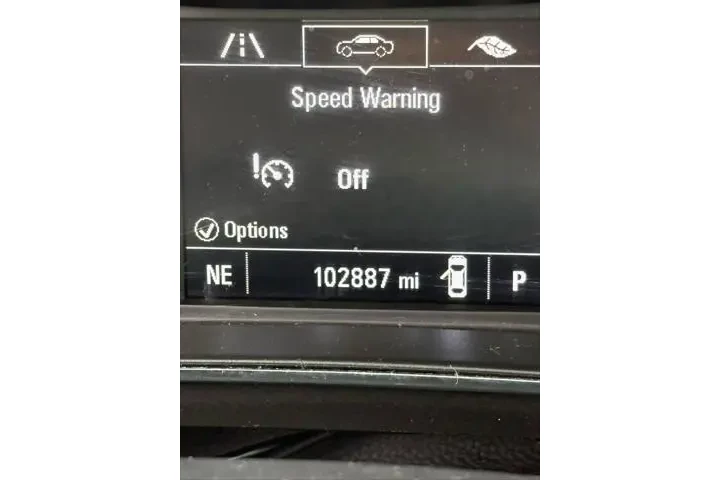 Speed Warning
Off
Options
NE 102887 mi P